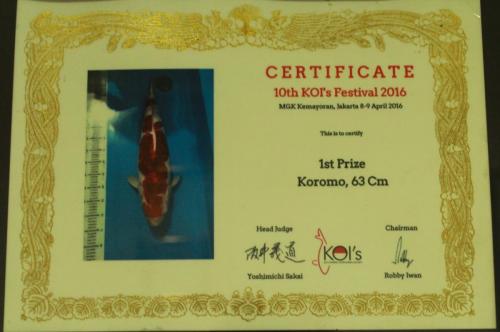 CERTIFICATE
10th KOI's Festival 2016
MGK Kemayoran, Jakarta 8-9 April 2016
This is to certify
1st Prize
Koromo, 63 Cm
Head Judge
Chairman
KOI's
Yoshimichi Sakai
Robby Iwan